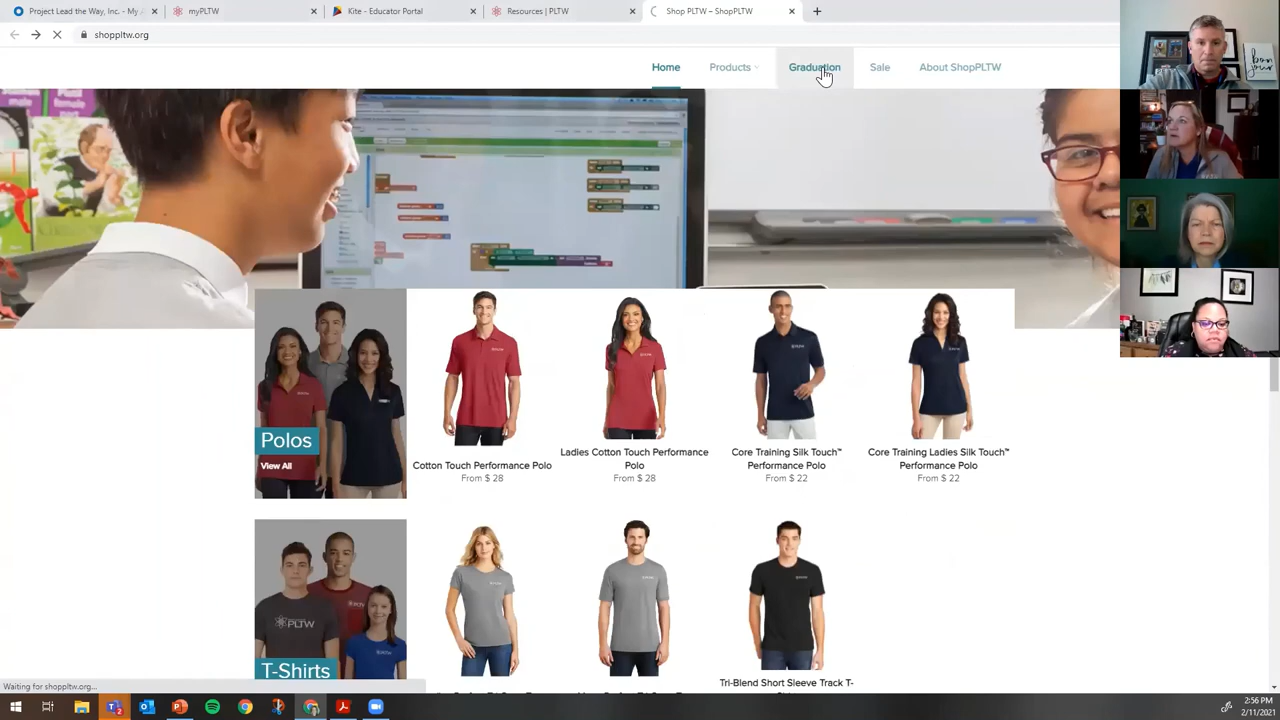 Project Lead the Way, Inc. - My
myPLTW
Kite - Educator Portal
Resources | PLTW
Shop PLTW – ShopPLTW
shoppltw.org
Home
Products
Graduation
Sale
About ShopPLTW
Polos
View All
Cotton Touch Performance Polo
From $ 28
Ladies Cotton Touch Performance
Polo
From $ 28
Core Training Silk Touch™
Performance Polo
From $ 22
Core Training Ladies Silk Touch™
Performance Polo
From $ 22
PLTW
T-Shirts
Tri-Blend Short Sleeve Track T-
Waiting for shoppltw.org...
2:56 PM
2/11/2021